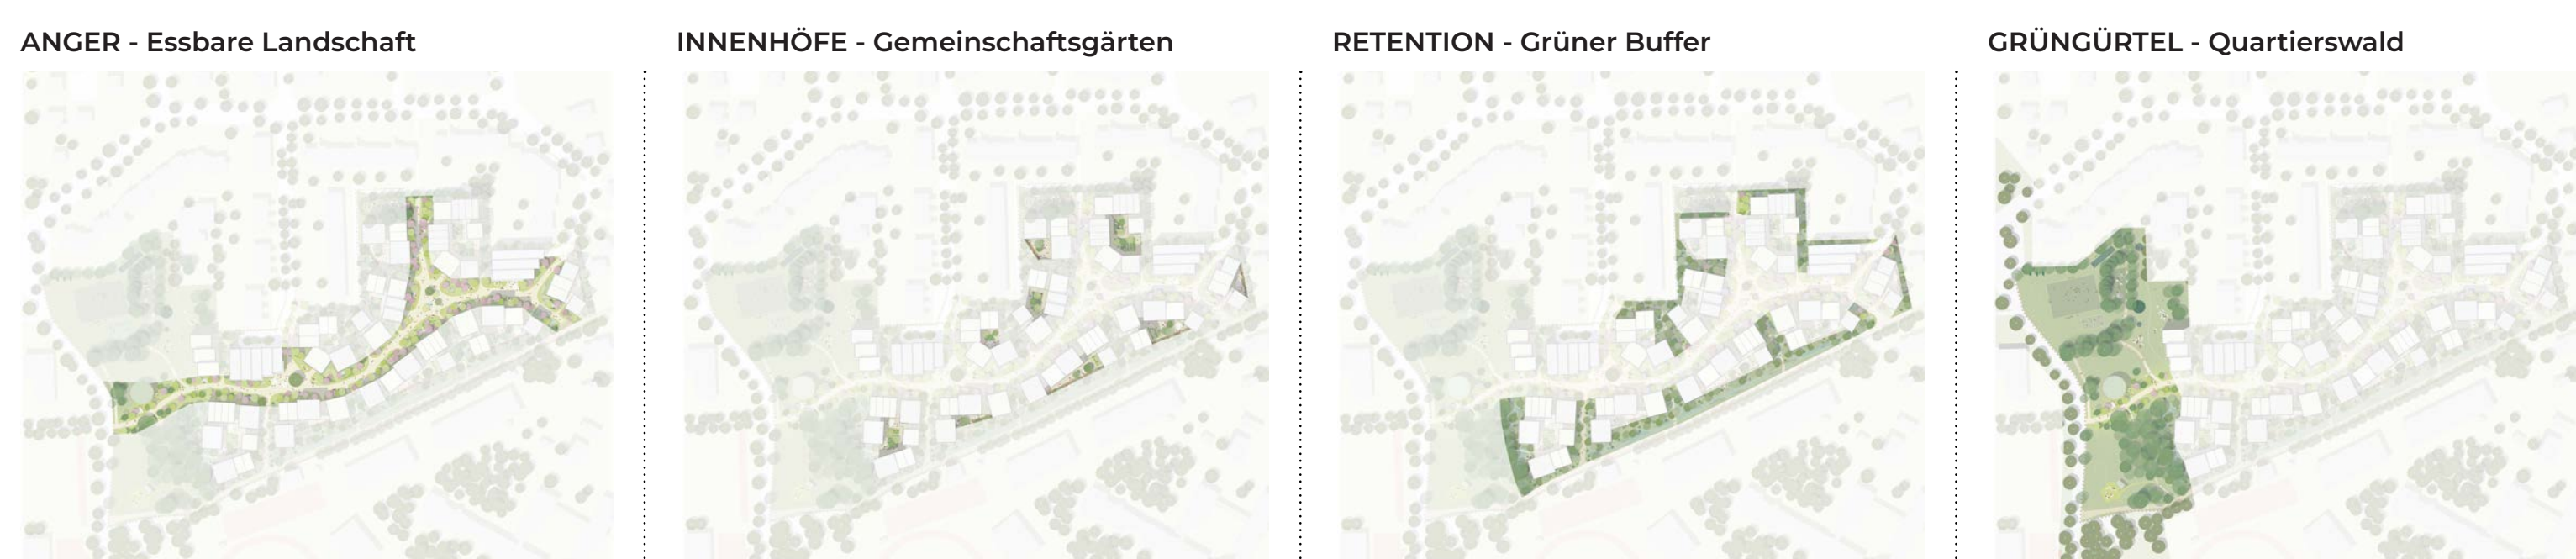 ANGER - Essbare Landschaft
INNENHÖFE - Gemeinschaftsgärten
RETENTION - Grüner Buffer
GRÜNGÜRTEL - Quartierswald